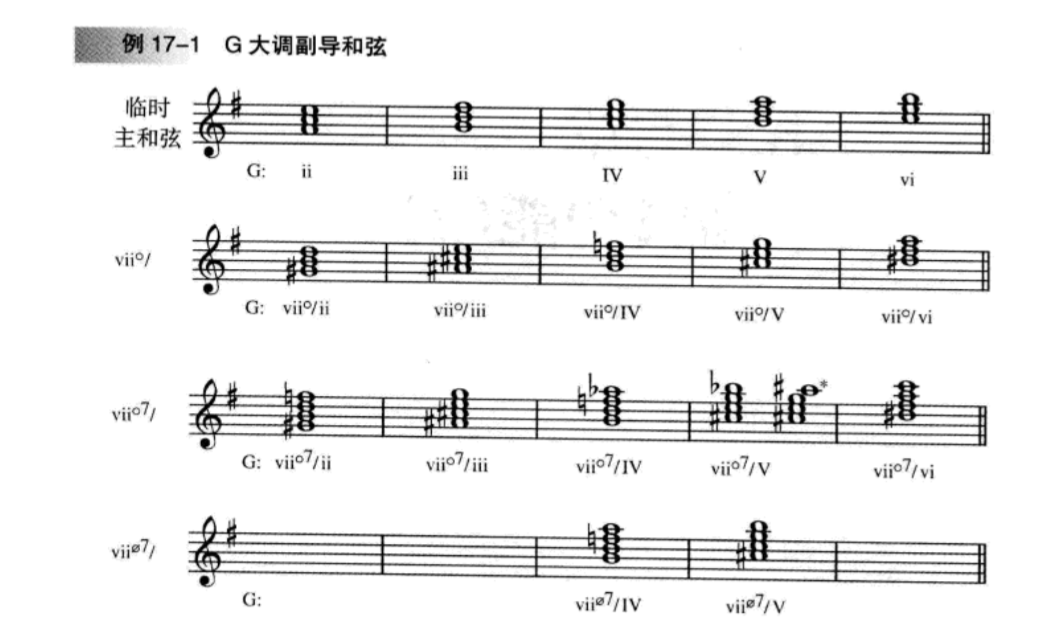 例 17–1 G 大调副导和弦
临时
主和弦
G: ii iii IV V vi
vii°/
G: vii°/ii vii°/iii vii°/IV vii°/V vii°/vi
vii°7/
*
G: vii°7/ii vii°7/iii vii°7/IV vii°7/V vii°7/vi
viiø7/
G: viiø7/IV viiø7/V